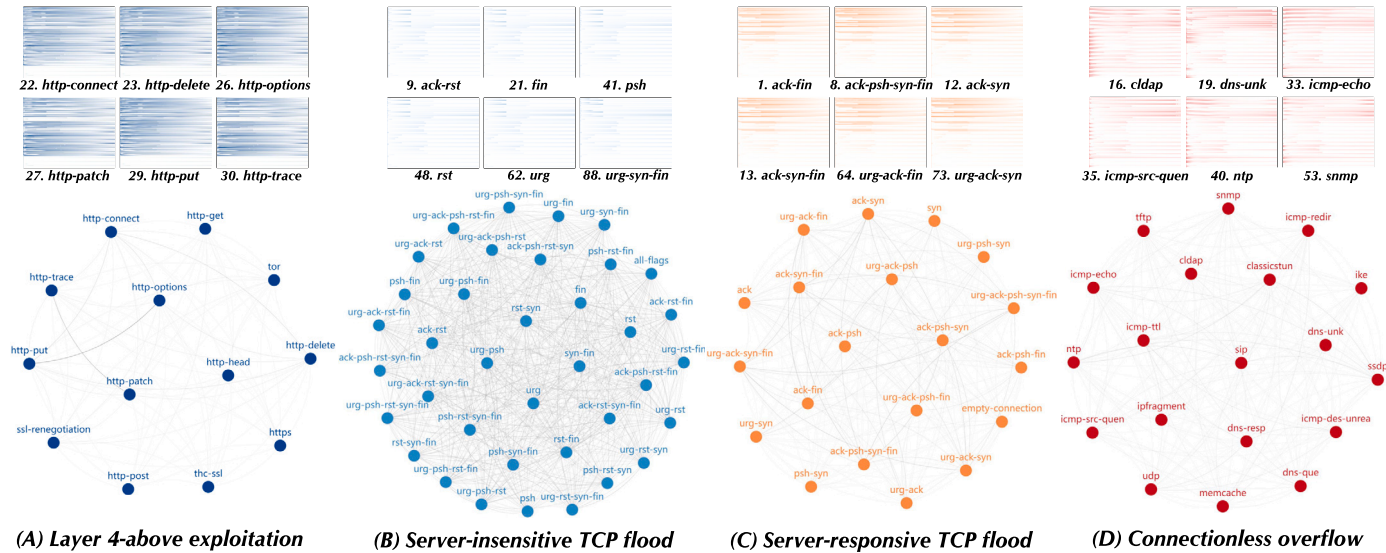 22. http-connect 23. http-delete 26. http-options
27. http-patch 29. http-put 30. http-trace
http-connect
http-get
tor
http-trace
http-options
http-put
http-delete
http-head
http-patch
ssl-renegotiation
https
http-post
thc-ssl
(A) Layer 4-above exploitation
9. ack-rst 21. fin 41. psh
48. rst 62. urg 88. urg-syn-fin
urg-psh-syn-fin
urg-fin
urg-ack-psh-rst-fin
urg-syn-fin
urg-ack-rst
urg-ack-psh-rst
ack-psh-rst-syn
psh-rst-fin
all-flags
psh-fin
urg-psh-fin
fin
ack-rst-fin
urg-ack-rst-fin
rst-syn
rst
ack-rst
ack-psh-rst-syn-fin
urg-psh
syn-fin
urg-rst-fin
ack-psh-rst-fin
urg-ack-rst-syn-fin
urg
urg-psh-rst-syn-fin
psh-rst-syn-fin
ack-rst-syn-fin
urg-rst
rst-syn-fin
psh-syn-fin
rst-fin
urg-rst-syn
urg-psh-rst-fin
psh-rst-syn
urg-psh-rst
psh
urg-rst-syn-fin
(B) Server-insensitive TCP flood
1. ack-fin 8. ack-psh-syn-fin 12. ack-syn
13. ack-syn-fin 64. urg-ack-fin 73. urg-ack-syn
ack-syn
syn
urg-ack-fin
urg-psh-syn
ack-syn-fin
urg-ack-psh
ack
urg-ack-psh-syn-fin
ack-psh
ack-psh-syn
urg-ack-syn-fin
ack-psh-fin
ack-fin
urg-ack-psh-fin
empty-connection
urg-syn
ack-psh-syn-fin
urg-ack-syn
psh-syn
urg-ack
(C) Server-responsive TCP flood
16. cldap 19. dns-unk 33. icmp-echo
35. icmp-src-quen 40. ntp 53. snmp
snmp
tftp
icmp-redir
cldap
classicstun
icmp-echo
ike
icmp-ttl
dns-unk
ntp
sip
ssdp
icmp-src-quen
ipfragment
dns-resp
icmp-des-unrea
udp
memcache
dns-que
(D) Connectionless overflow